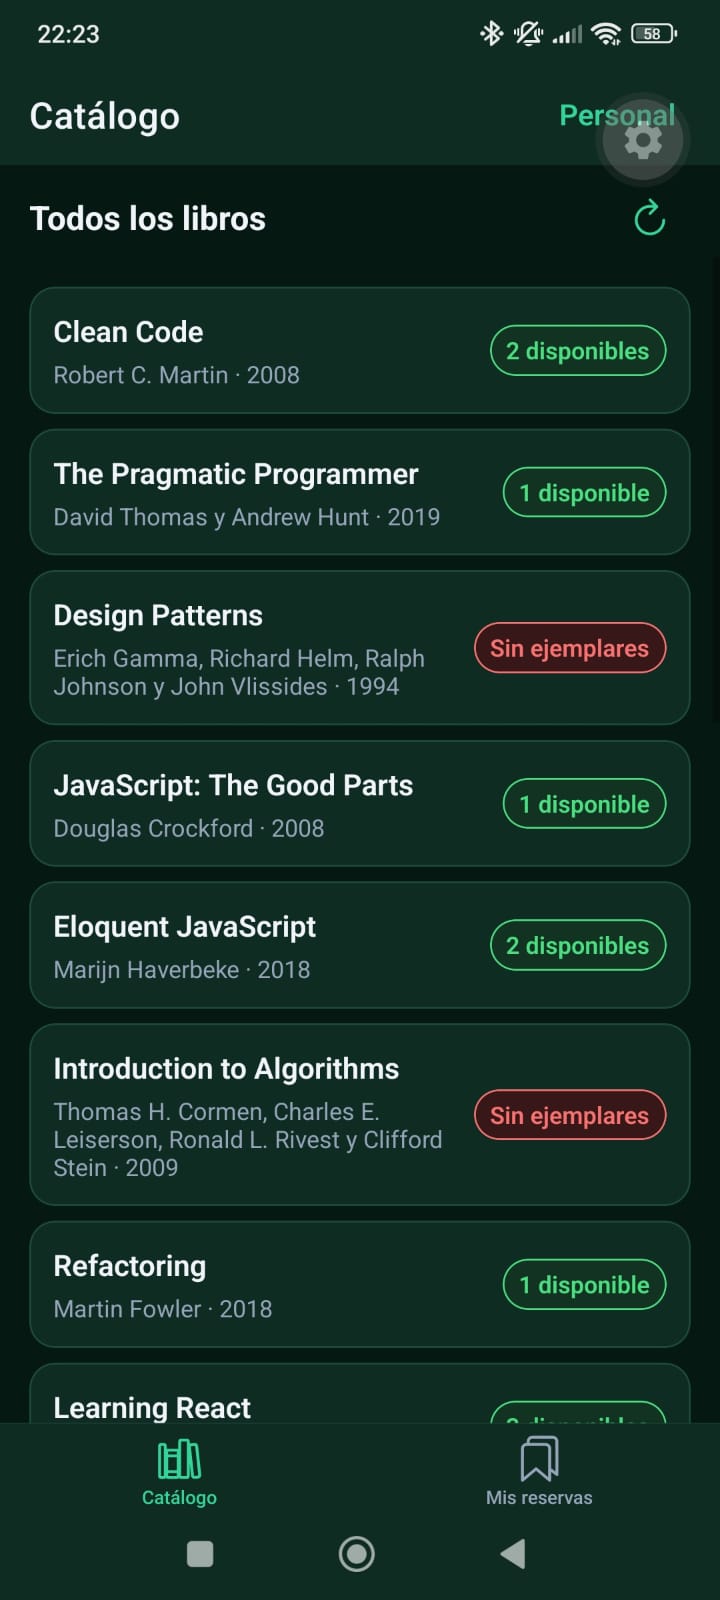 22:23
58
Catálogo
Personal
Todos los libros
Clean Code
2 disponibles
Robert C. Martin · 2008
The Pragmatic Programmer
1 disponible
David Thomas y Andrew Hunt · 2019
Design Patterns
Sin ejemplares
Erich Gamma, Richard Helm, Ralph
Johnson y John Vlissides · 1994
JavaScript: The Good Parts
1 disponible
Douglas Crockford · 2008
Eloquent JavaScript
2 disponibles
Marijn Haverbeke · 2018
Introduction to Algorithms
Thomas H. Cormen, Charles E.
Sin ejemplares
Leiserson, Ronald L. Rivest y Clifford
Stein · 2009
Refactoring
1 disponible
Martin Fowler · 2018
Learning React
disponibles
Catálogo
Mis reservas